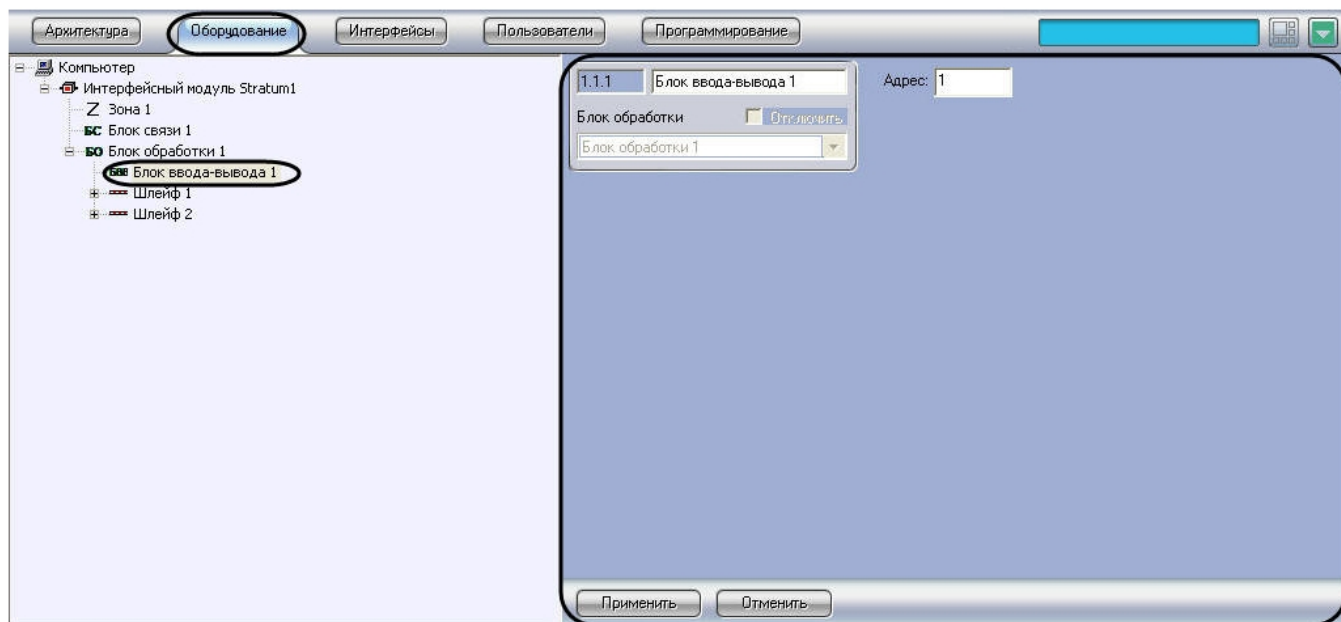 Архитектура Оборудование Интерфейсы Пользователи Программирование
Компьютер
Интерфейсный модуль Stratum1
Z Зона 1
БС Блок связи 1
БО Блок обработки 1
БВВ Блок ввода-вывода 1
Шлейф 1
Шлейф 2
1.1.1 Блок ввода-вывода 1 Адрес: 1
Блок обработки Отключить
Блок обработки 1
Применить Отменить